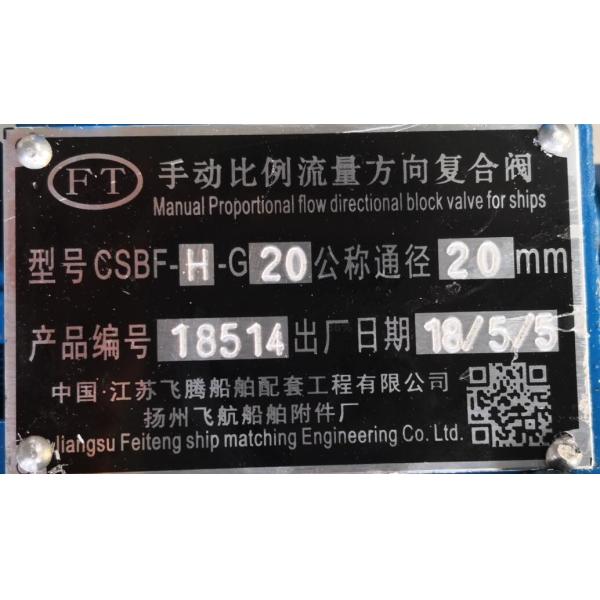 FT 手动比例流量方向复合阀
Manual Proportional flow directional block valve for ships
型号 CSBF-H-G20 公称通径 20 mm
产品编号 18514 出厂日期 18/5/5
中国·江苏飞腾船舶配套工程有限公司
扬州飞航船舶附件厂
Jiangsu Feiteng ship matching Engineering Co. Ltd.